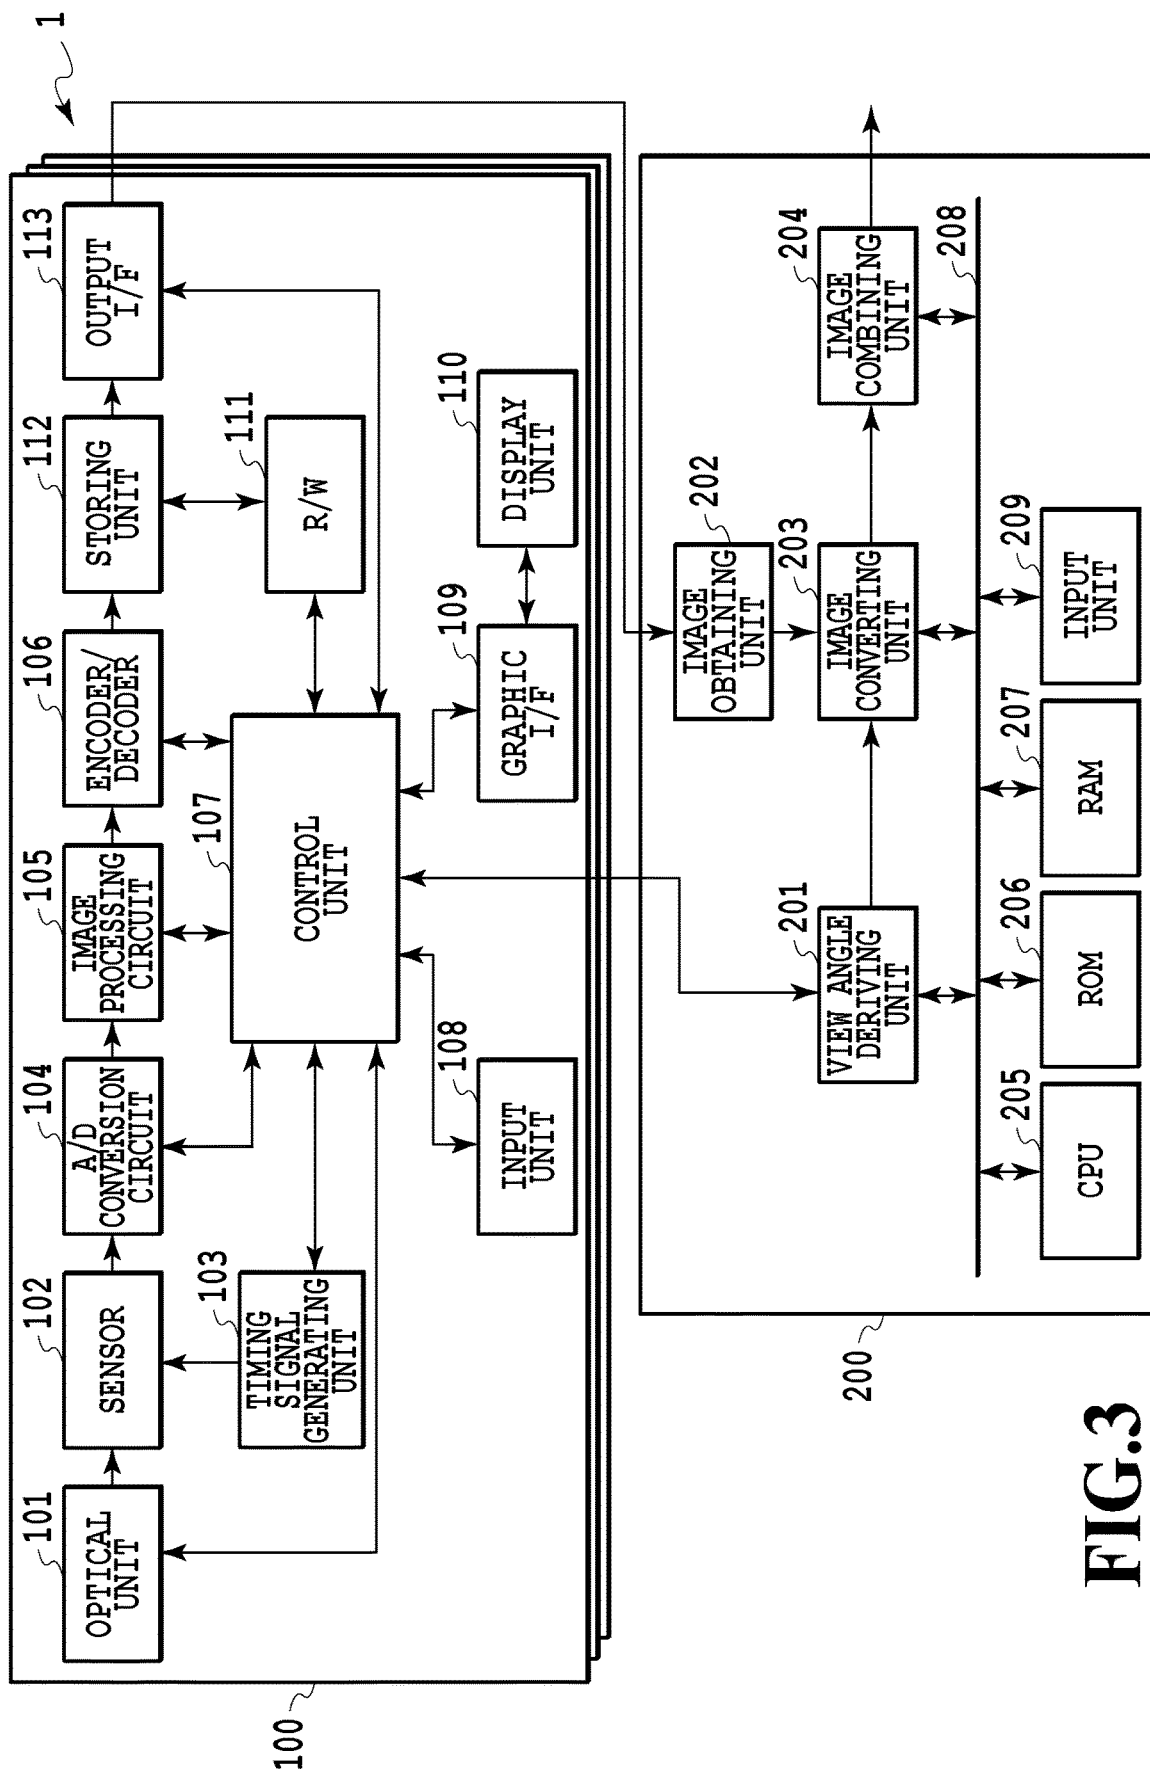 1
100
101
OPTICAL
UNIT
102
SENSOR
103
TIMING
SIGNAL
GENERATING
UNIT
104
A/D
CONVERSION
CIRCUIT
105
IMAGE
PROCESSING
CIRCUIT
106
ENCODER/
DECODER
112
STORING
UNIT
113
OUTPUT
I/F
107
CONTROL
UNIT
111
R/W
108
INPUT
UNIT
109
GRAPHIC
I/F
110
DISPLAY
UNIT
200
201
VIEW ANGLE
DERIVING
UNIT
202
IMAGE
OBTAINING
UNIT
203
IMAGE
CONVERTING
UNIT
204
IMAGE
COMBINING
UNIT
208
205
CPU
206
ROM
207
RAM
209
INPUT
UNIT
FIG.3